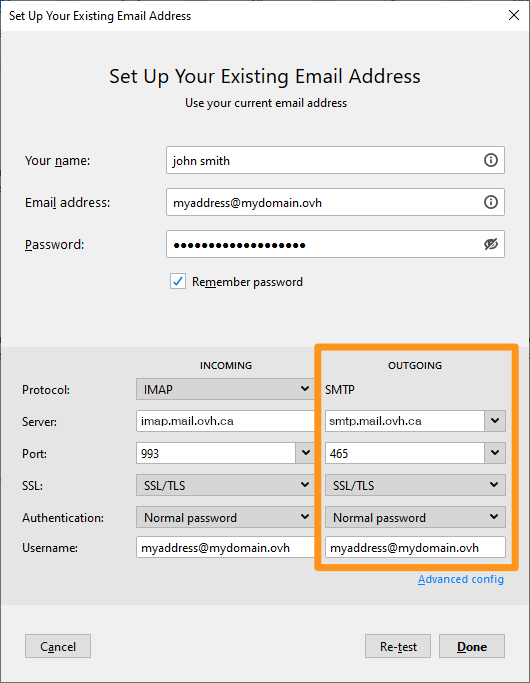 Set Up Your Existing Email Address
Set Up Your Existing Email Address
Use your current email address
Your name: john smith
Email address: myaddress@mydomain.ovh
Password: ●●●●●●●●●●●●●●●●●●●
Remember password
INCOMING OUTGOING
Protocol: IMAP SMTP
Server: imap.mail.ovh.ca smtp.mail.ovh.ca
Port: 993 465
SSL: SSL/TLS SSL/TLS
Authentication: Normal password Normal password
Username: myaddress@mydomain.ovh myaddress@mydomain.ovh
Advanced config
Cancel Re-test Done